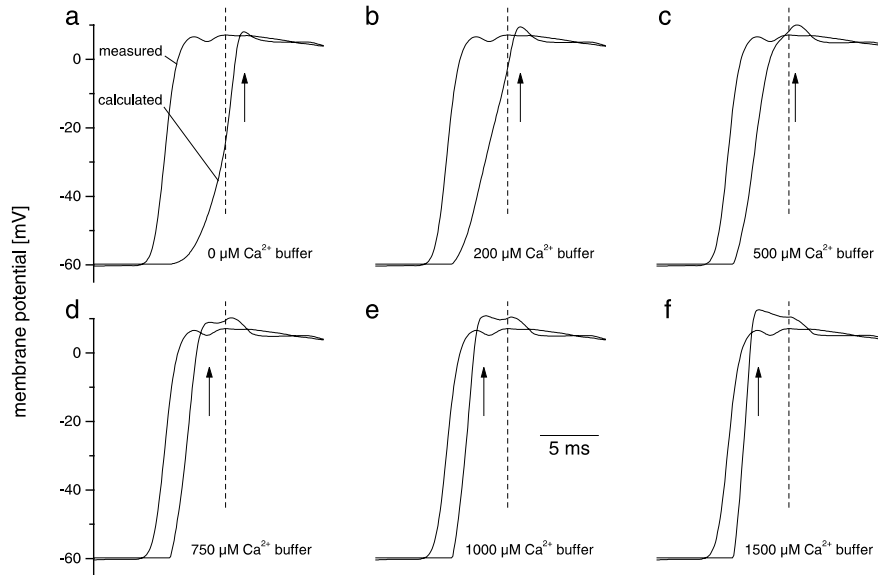 a
b
c
0
-20
-40
-60
measured
calculated
0 µM Ca²⁺ buffer
200 µM Ca²⁺ buffer
500 µM Ca²⁺ buffer
membrane potential [mV]
d
e
f
0
-20
-40
-60
5 ms
750 µM Ca²⁺ buffer
1000 µM Ca²⁺ buffer
1500 µM Ca²⁺ buffer